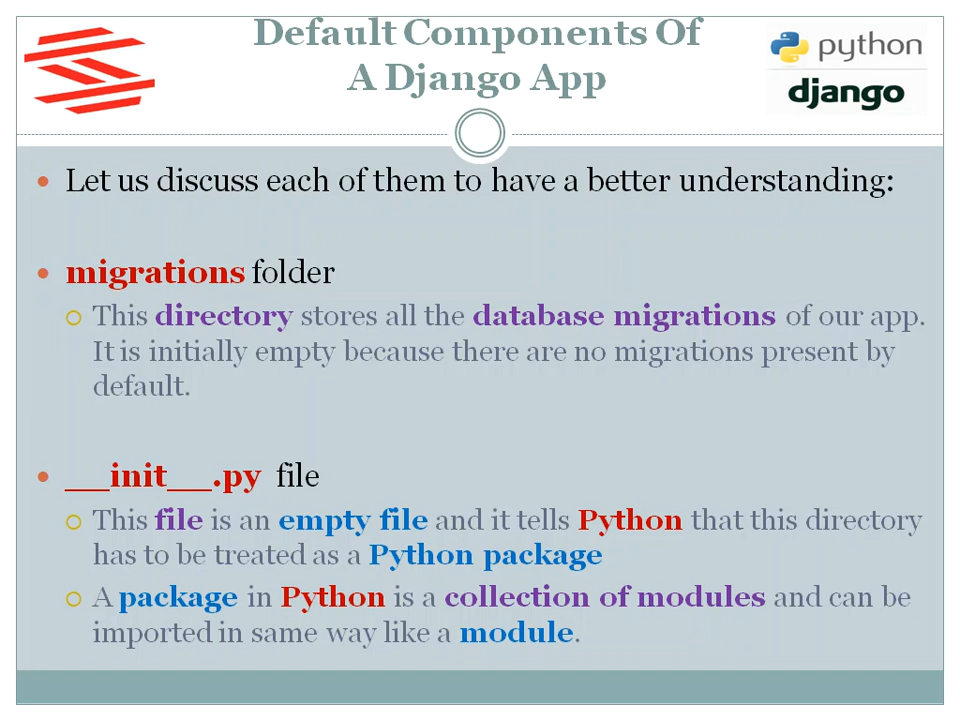 Default Components Of
A Django App
python
django
Let us discuss each of them to have a better understanding:
migrations folder
This directory stores all the database migrations of our app.
It is initially empty because there are no migrations present by
default.
__init__.py file
This file is an empty file and it tells Python that this directory
has to be treated as a Python package
A package in Python is a collection of modules and can be
imported in same way like a module.